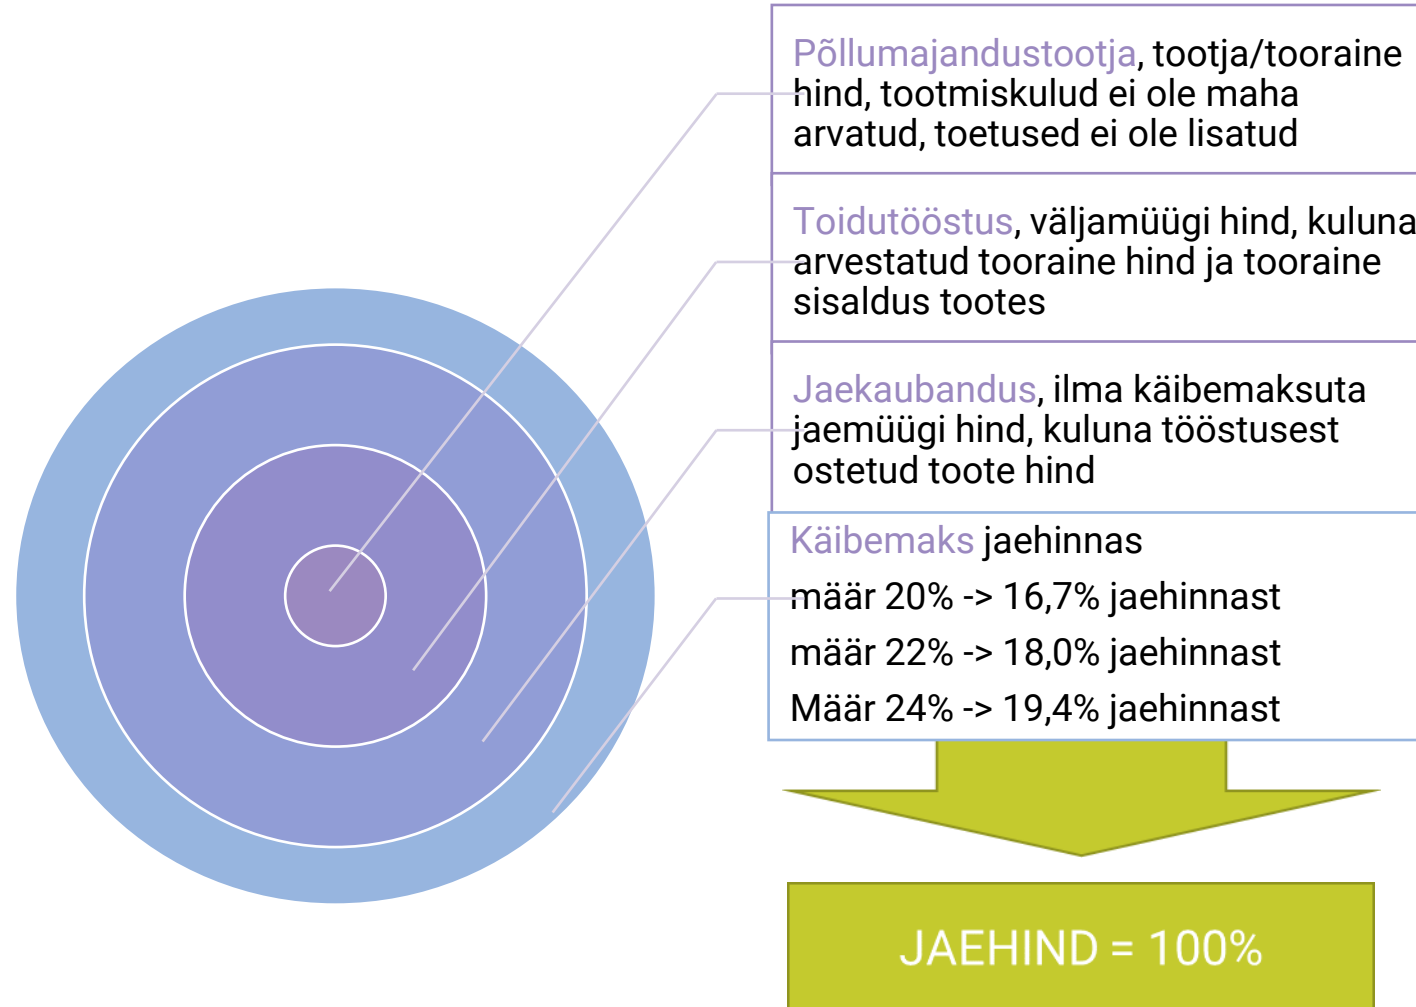 Põllumajandustootja, tootja/tooraine
hind, tootmiskulud ei ole maha
arvatud, toetused ei ole lisatud
Toidutööstus, väljamüügi hind, kuluna
arvestatud tooraine hind ja tooraine
sisaldus tootes
Jaekaubandus, ilma käibemaksuta
jaemüügi hind, kuluna tööstusest
ostetud toote hind
Käibemaks jaehinnas
määr 20% -> 16,7% jaehinnast
määr 22% -> 18,0% jaehinnast
Määr 24% -> 19,4% jaehinnast
JAEHIND = 100%